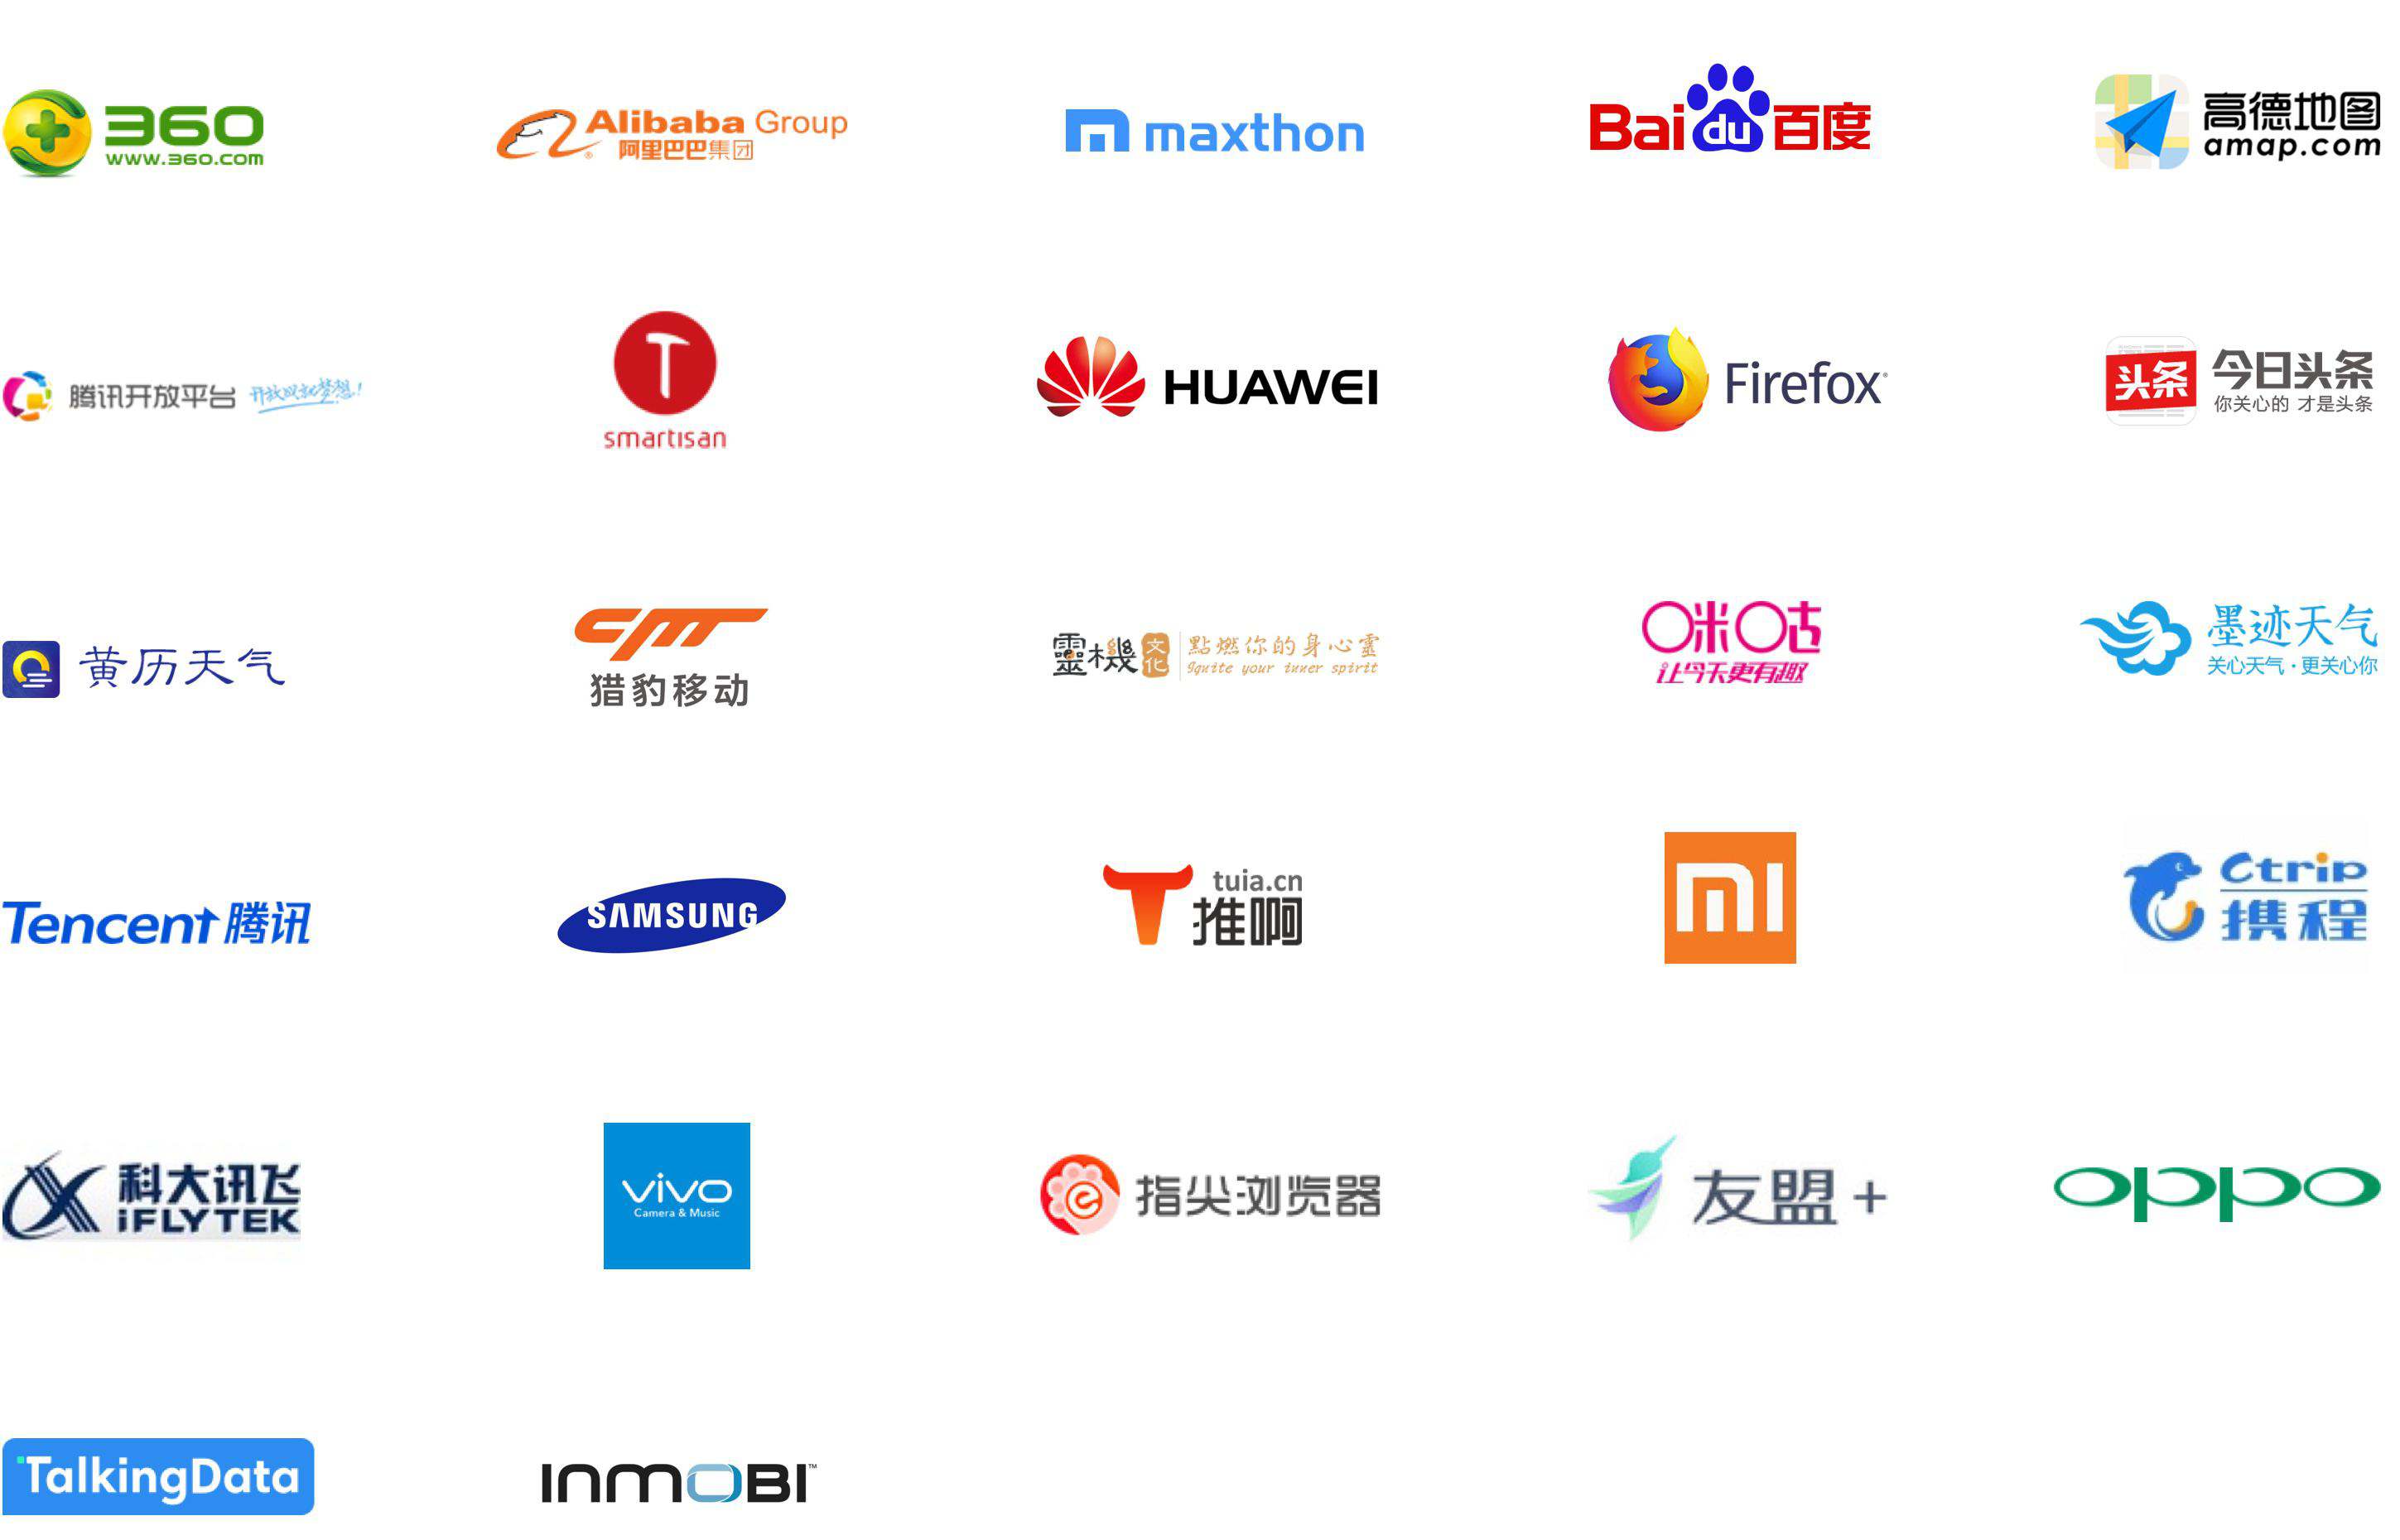 360
www.360.com
Alibaba Group
阿里巴巴集团
maxthon
Bai du 百度
高德地图
amap.com
腾讯开放平台 开放成就梦想!
smartisan
HUAWEI
Firefox
头条
今日头条
你关心的 才是头条
黄历天气
cm
猎豹移动
靈機 文化
點燃你的身心靈
Ignite your inner spirit
咪咕
让今天更有趣
墨迹天气
关心天气·更关心你
Tencent 腾讯
SAMSUNG
tuia.cn
推啊
mi
Ctrip
携程
科大讯飞
iFLYTEK
vivo
Camera & Music
指尖浏览器
友盟+
oppo
TalkingData
INMOBI™